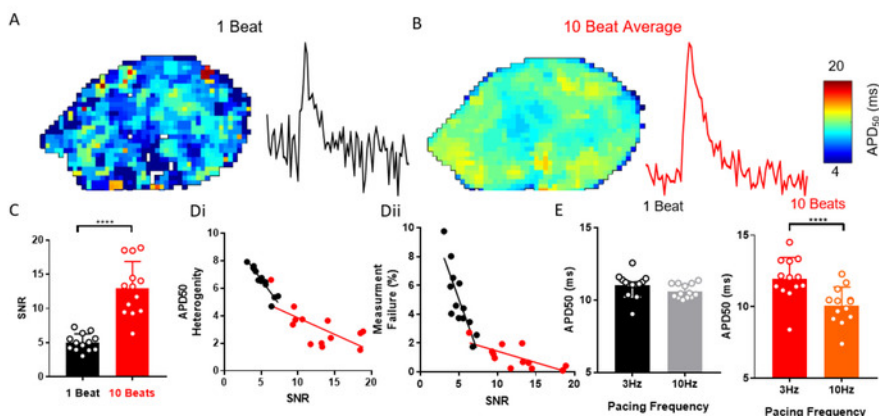 A
1 Beat
B
10 Beat Average
20
APD50 (ms)
4
C
****
SNR
20
15
10
5
0
1 Beat
10 Beats
Di
APD50
Heterogenity
10
8
6
4
2
0
0
5
10
15
20
SNR
Dii
Measurment
Failure (%)
10
8
6
4
2
0
0
5
10
15
20
SNR
E
1 Beat
APD50 (ms)
15
10
5
3Hz
10Hz
Pacing Frequency
10 Beats
****
APD50 (ms)
15
10
5
3Hz
10Hz
Pacing Frequency